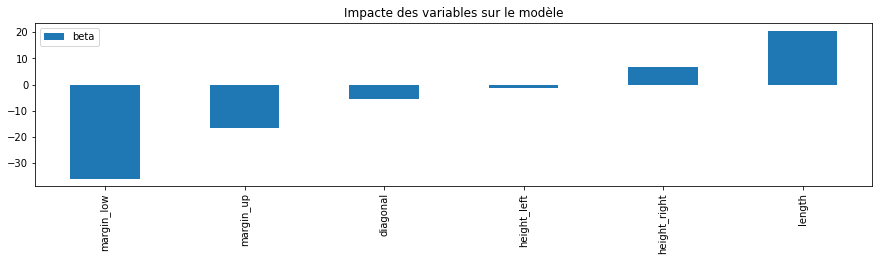 Impacte des variables sur le modèle
beta
20
10
0
−10
−20
−30
margin_low
margin_up
diagonal
height_left
height_right
length